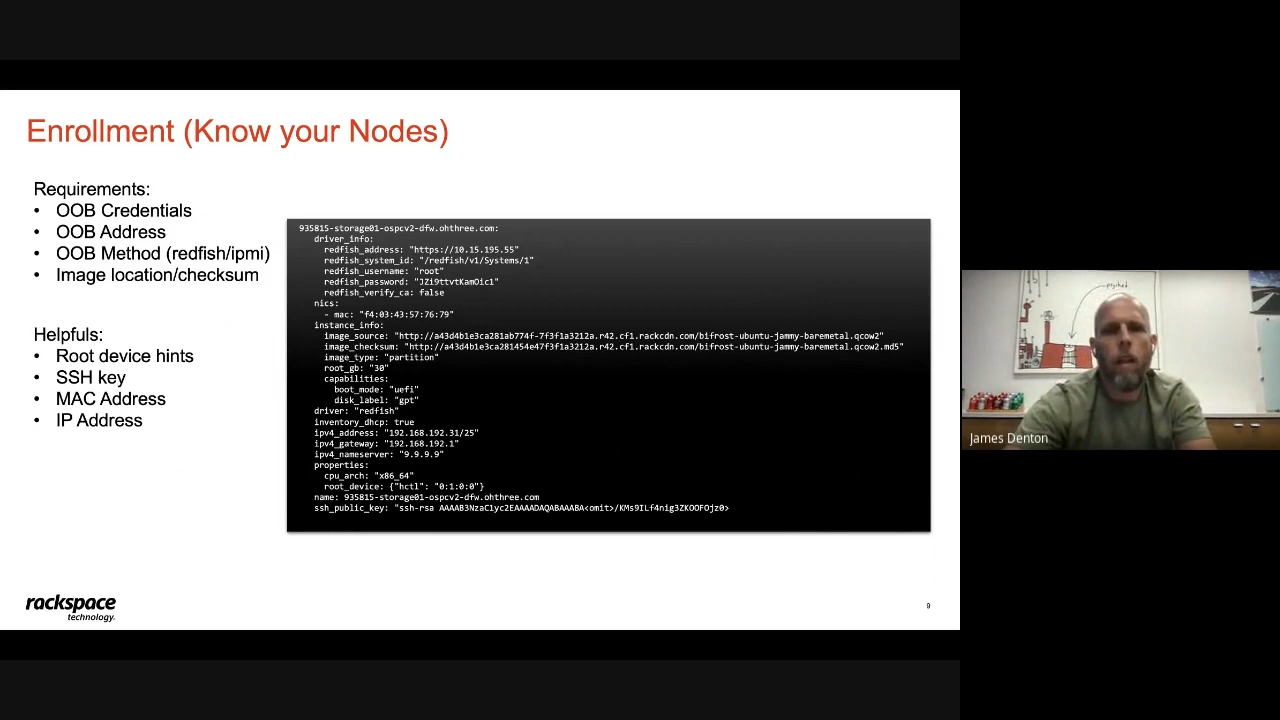 Enrollment (Know your Nodes)
Requirements:
• OOB Credentials
• OOB Address
• OOB Method (redfish/ipmi)
• Image location/checksum
Helpfuls:
• Root device hints
• SSH key
• MAC Address
• IP Address
935815-storage01-ospcv2-dfw.ohthree.com:
driver_info:
redfish_address: "https://10.15.195.55"
redfish_system_id: "/redfish/v1/Systems/1"
redfish_username: "root"
redfish_password: "JZi9ttvtKamOic1"
redfish_verify_ca: false
nics:
- mac: "f4:03:43:57:76:79"
instance_info:
image_source: "http://a43d4b1e3ca281ab774f-7f3f1a3212a.r42.cf1.rackcdn.com/bifrost-ubuntu-jammy-baremetal.qcow2"
image_checksum: "http://a43d4b1e3ca281454e47f3f1a3212a.r42.cf1.rackcdn.com/bifrost-ubuntu-jammy-baremetal.qcow2.md5"
image_type: "partition"
root_gb: "30"
capabilities:
boot_mode: "uefi"
disk_label: "gpt"
driver: "redfish"
inventory_dhcp: true
ipv4_address: "192.168.192.31/25"
ipv4_gateway: "192.168.192.1"
ipv4_nameserver: "9.9.9.9"
properties:
cpu_arch: "x86_64"
root_device: {"hctl": "0:1:0:0"}
name: 935815-storage01-ospcv2-dfw.ohthree.com
ssh_public_key: "ssh-rsa AAAAB3NzaC1yc2EAAAADAQABAAABA<omit>/KMs9ILf4nig3ZKOOFOjz0>
rackspace
technology.
9
psyched.
James Denton